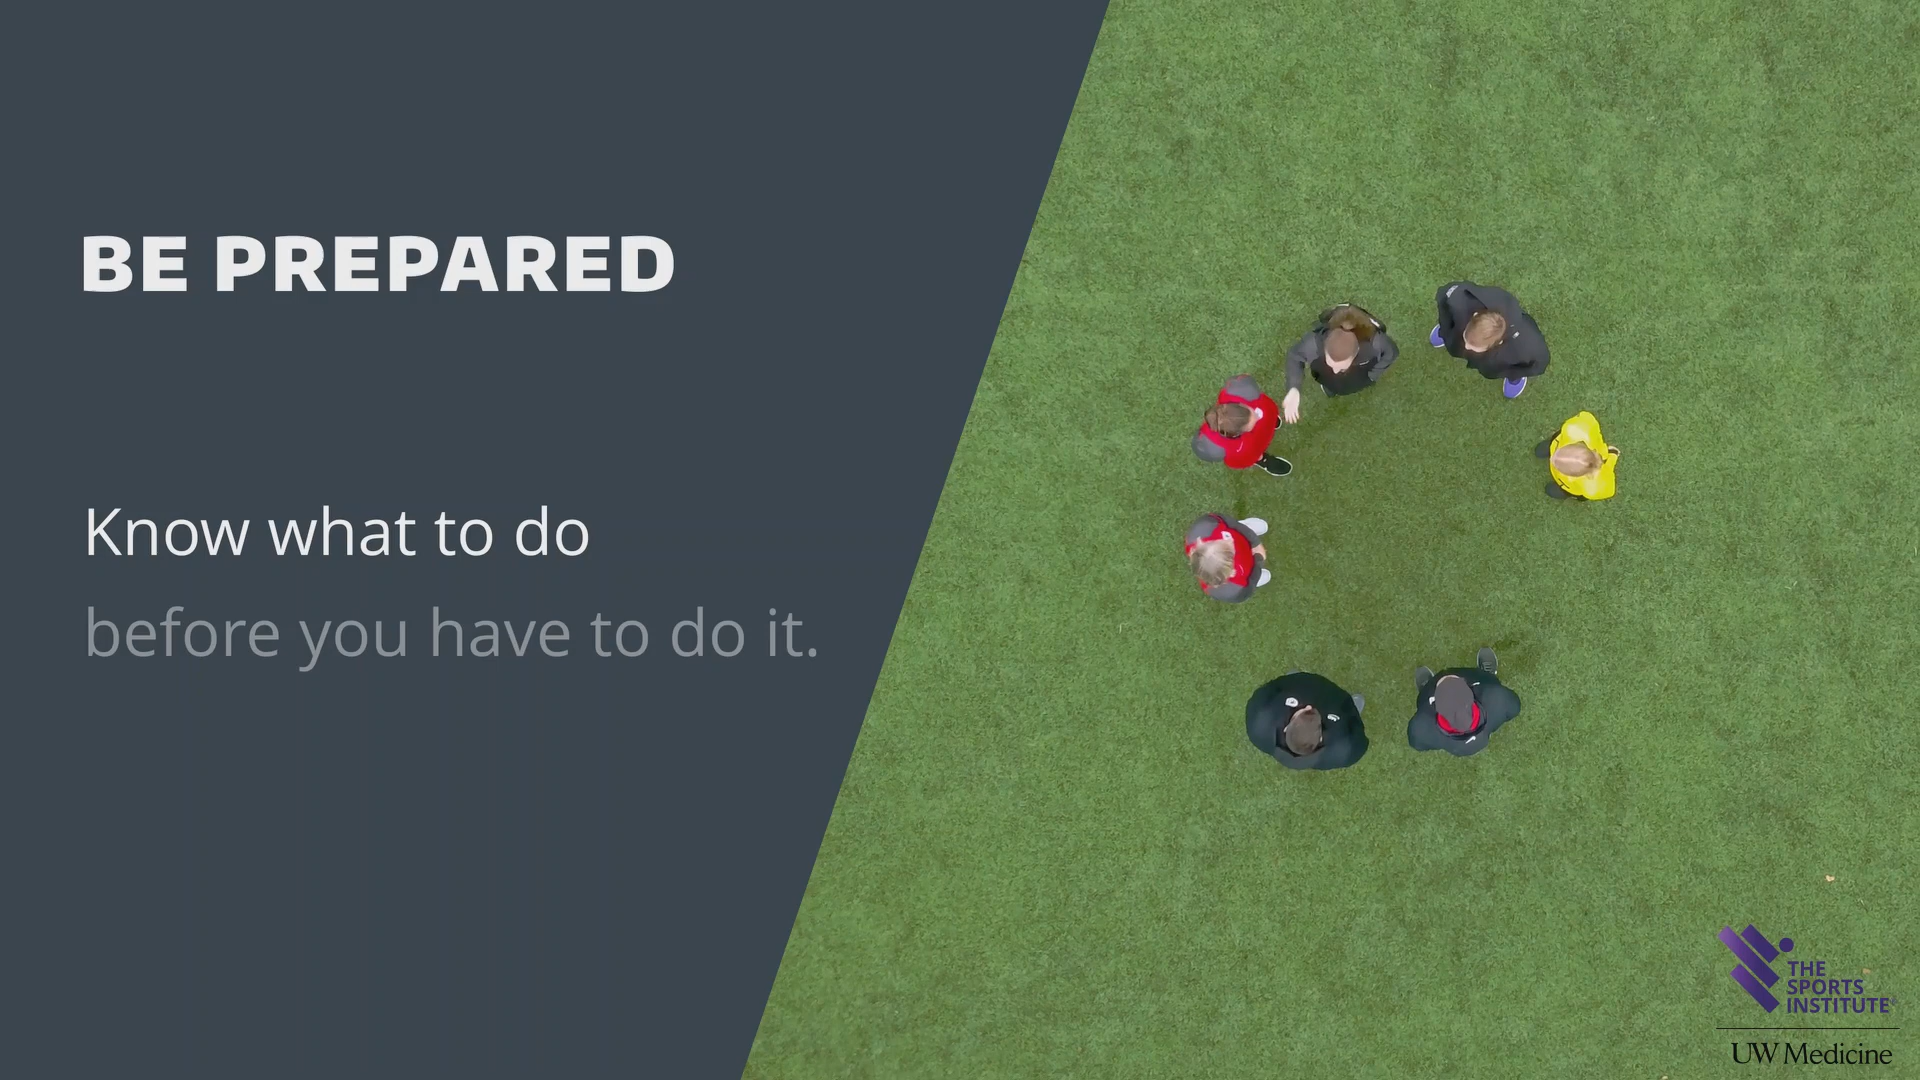 BE PREPARED
Know what to do
before you have to do it.
THE
SPORTS
INSTITUTE®
UW Medicine